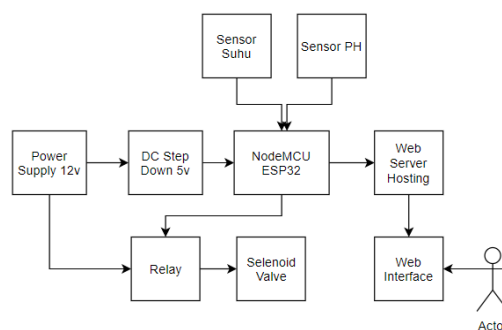 Sensor
Suhu
Sensor PH
Power
Supply 12v
DC Step
Down 5v
NodeMCU
ESP32
Web
Server
Hosting
Relay
Selenoid
Valve
Web
Interface
Acto